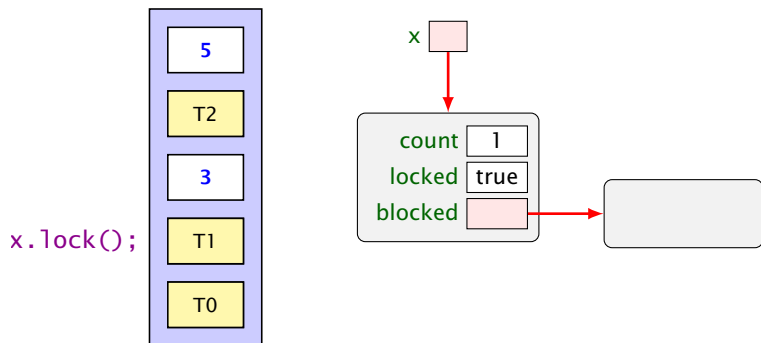 5
T2
3
x.lock();
T1
T0
x
count 1
locked true
blocked